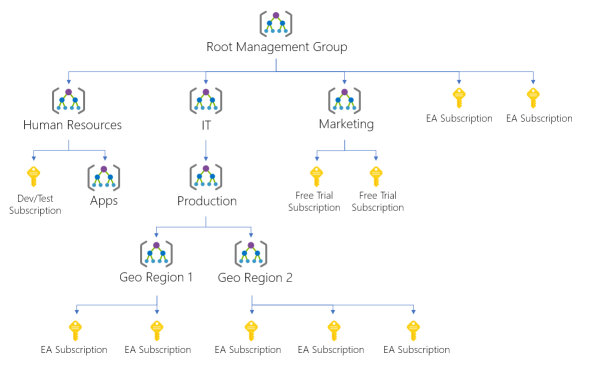 Root Management Group
Human Resources
IT
Marketing
EA Subscription
EA Subscription
Dev/Test
Subscription
Apps
Production
Free Trial
Subscription
Free Trial
Subscription
Geo Region 1
Geo Region 2
EA Subscription
EA Subscription
EA Subscription
EA Subscription
EA Subscription